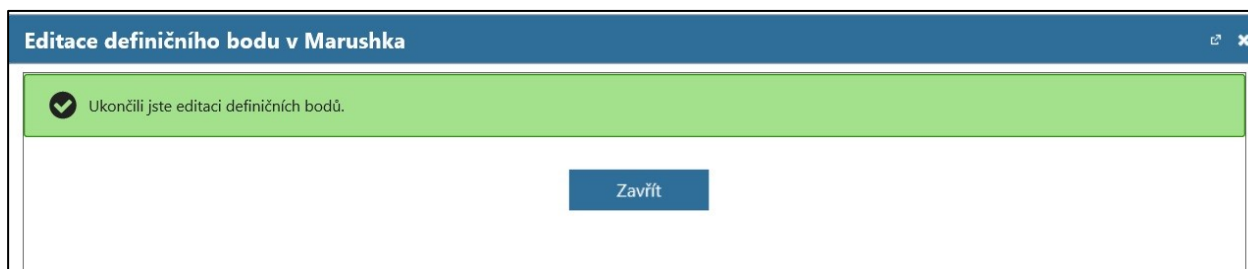 Editace definičního bodu v Marushka
Ukončili jste editaci definičních bodů.
Zavřít